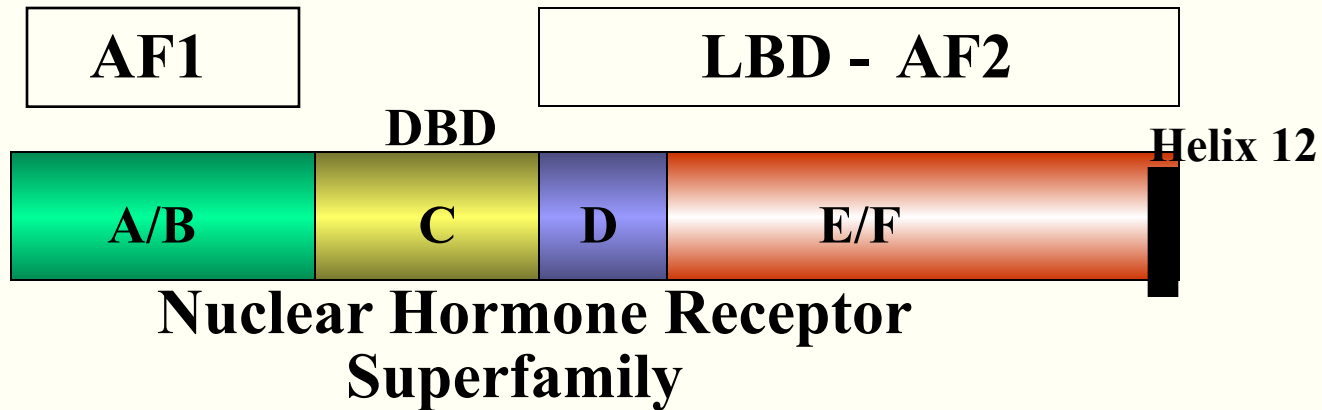 AF1
LBD - AF2
DBD
Helix 12
A/B
C
D
E/F
Nuclear Hormone Receptor
Superfamily